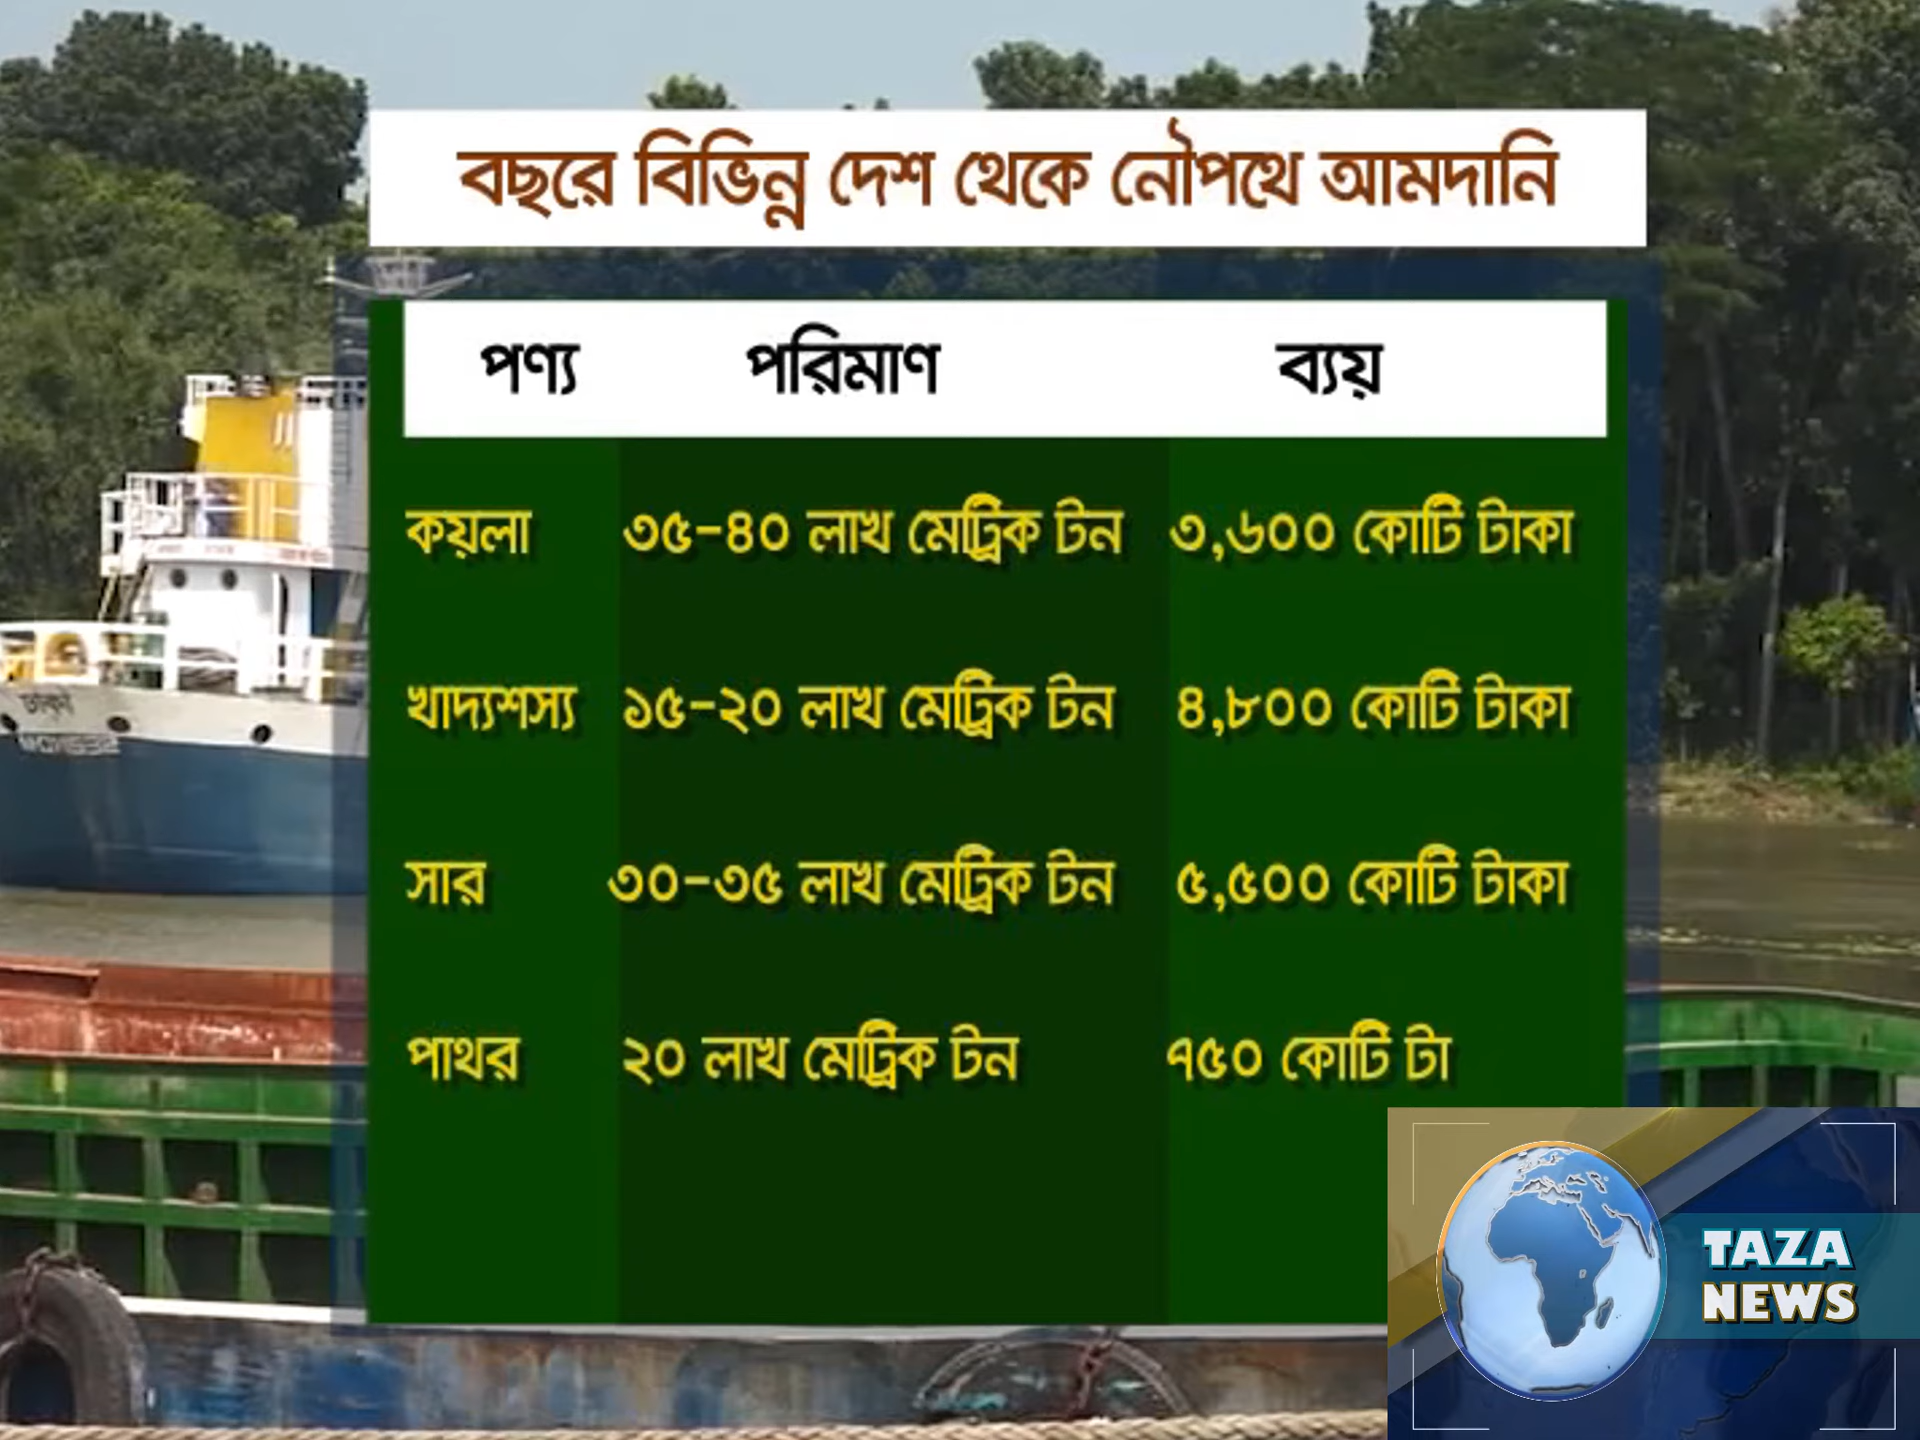 বছরে বিভিন্ন দেশ থেকে নৌপথে আমদানি
পণ্য পরিমাণ ব্যয়
কয়লা ৩৫-৪০ লাখ মেট্রিক টন ৩,৬০০ কোটি টাকা
খাদ্যশস্য ১৫-২০ লাখ মেট্রিক টন ৪,৮০০ কোটি টাকা
সার ৩০-৩৫ লাখ মেট্রিক টন ৫,৫০০ কোটি টাকা
পাথর ২০ লাখ মেট্রিক টন ৭৫০ কোটি টা
TAZA
NEWS